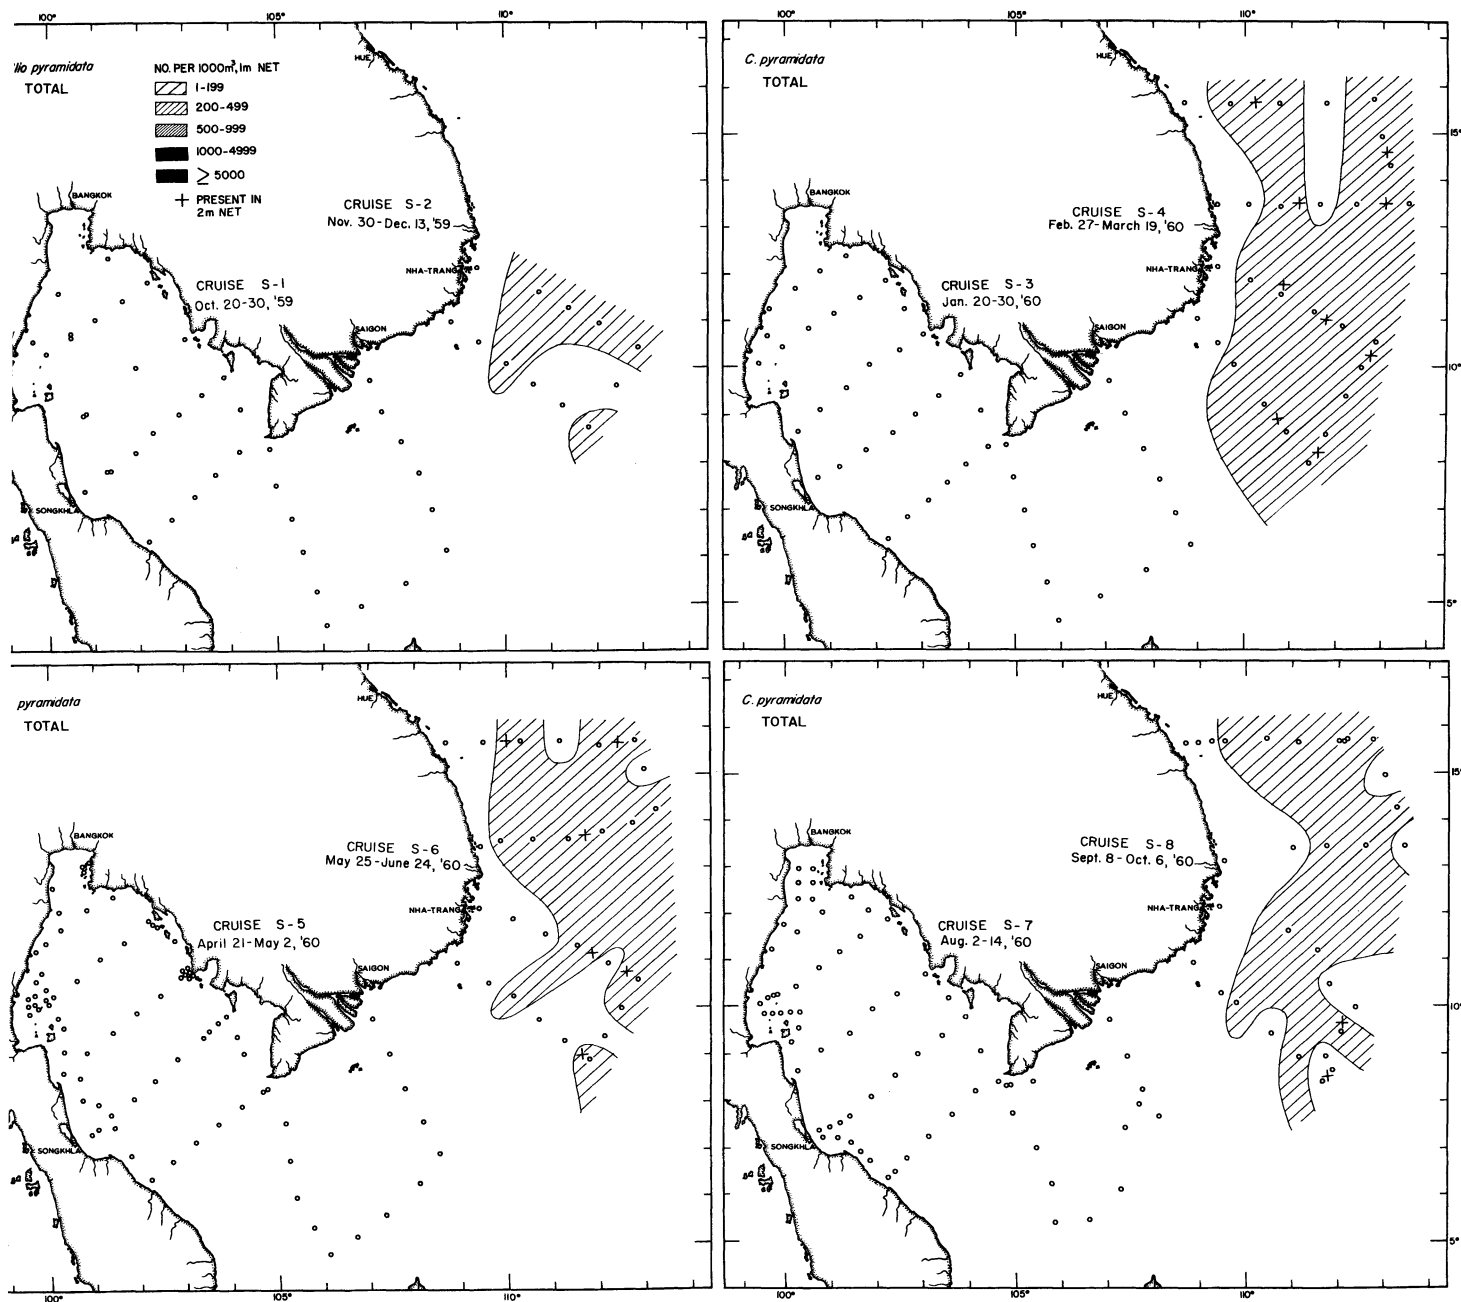 100°
105°
110°
lio pyramidata
TOTAL
NO. PER 1000m³, 1m NET
1-199
200-499
500-999
1000-4999
≥ 5000
+ PRESENT IN
2m NET
HUE
BANGKOK
CRUISE S-2
Nov. 30-Dec. 13, '59
NHA-TRANG
CRUISE S-1
Oct. 20-30, '59
SAIGON
SONGKHLA
100°
105°
110°
C. pyramidata
TOTAL
HUE
15°
BANGKOK
CRUISE S-4
Feb. 27-March 19, '60
NHA-TRANG
CRUISE S-3
Jan. 20-30, '60
SAIGON
10°
SONGKHLA
5°
pyramidata
TOTAL
HUE
BANGKOK
CRUISE S-6
May 25-June 24, '60
NHA-TRANG
CRUISE S-5
April 21-May 2, '60
SAIGON
SONGKHLA
100°
105°
110°
C. pyramidata
TOTAL
HUE
15°
BANGKOK
CRUISE S-8
Sept. 8-Oct. 6, '60
NHA-TRANG
CRUISE S-7
Aug. 2-14, '60
SAIGON
10°
SONGKHLA
5°
100°
105°
110°